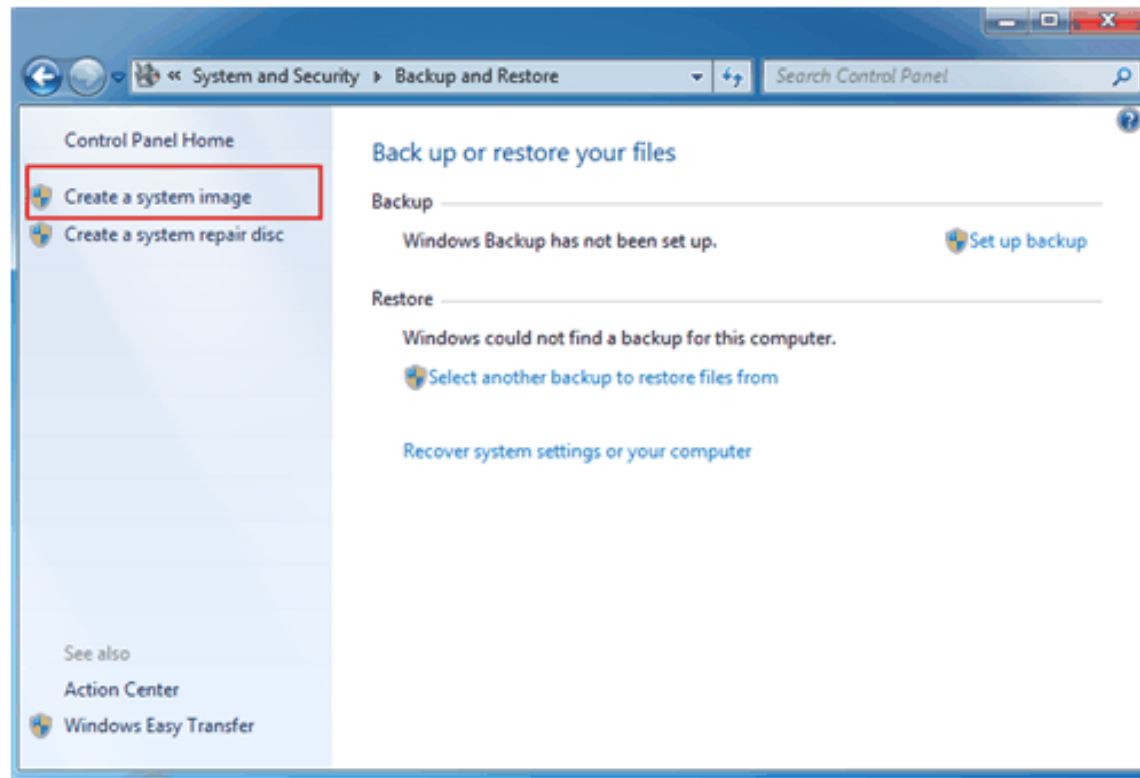 « System and Security ▸ Backup and Restore
Search Control Panel
Control Panel Home
Create a system image
Create a system repair disc
See also
Action Center
Windows Easy Transfer
Back up or restore your files
Backup
Windows Backup has not been set up.
Set up backup
Restore
Windows could not find a backup for this computer.
Select another backup to restore files from
Recover system settings or your computer